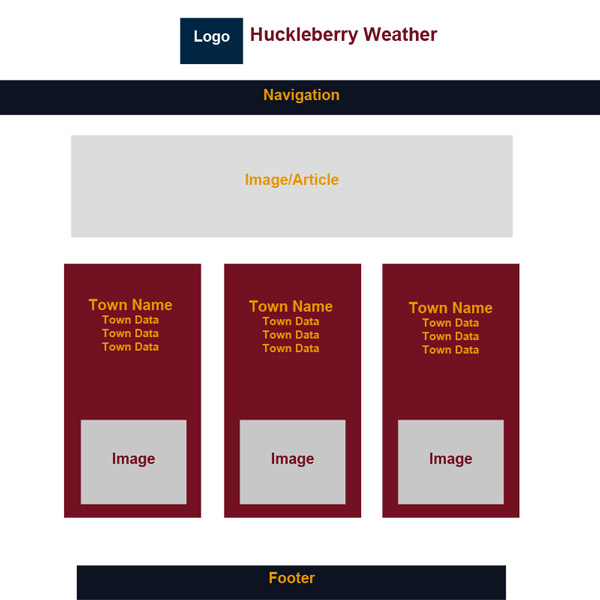 Logo
Huckleberry Weather
Navigation
Image/Article
Town Name
Town Data
Town Data
Town Data
Image
Town Name
Town Data
Town Data
Town Data
Image
Town Name
Town Data
Town Data
Town Data
Image
Footer